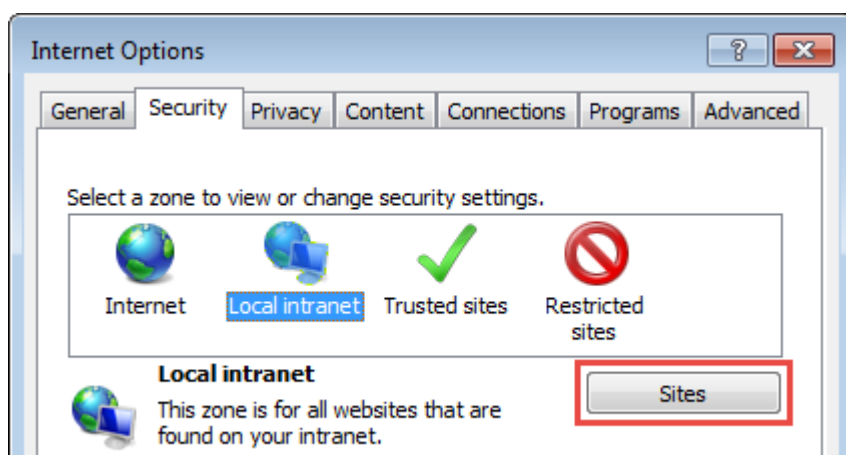 Internet Options
General Security Privacy Content Connections Programs Advanced
Select a zone to view or change security settings.
Internet Local intranet Trusted sites Restricted
sites
Local intranet
Sites
This zone is for all websites that are
found on your intranet.